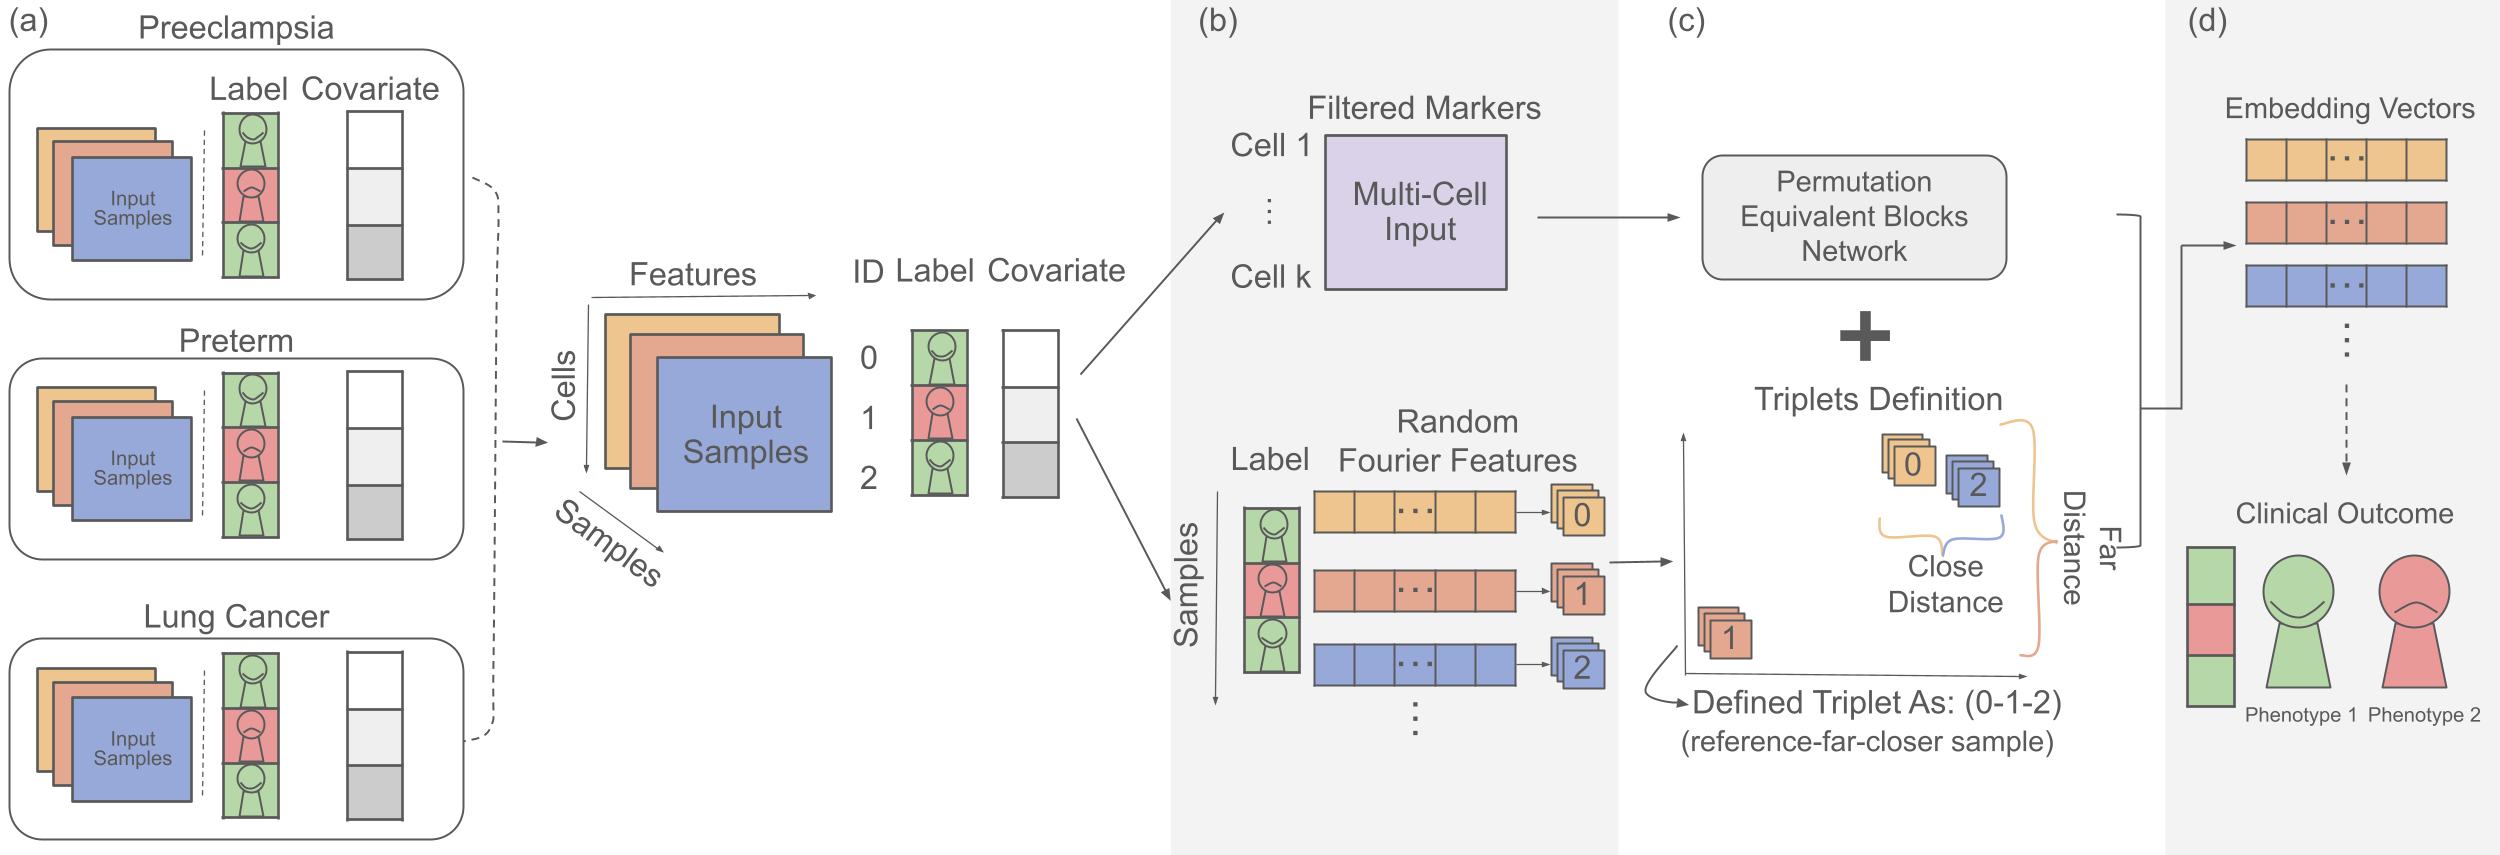 (a)
Preeclampsia
Label Covariate
Input
Samples
Preterm
Input
Samples
Lung Cancer
Input
Samples
Features
Cells
Samples
Input
Samples
ID Label Covariate
0
1
2
(b)
Filtered Markers
Cell 1
Multi-Cell
Input
Cell k
Random
Fourier Features
Label
Samples
0
1
2
(c)
Permutation
Equivalent Blocks
Network
+
Triplets Definition
0
2
Close
Distance
Far
Distance
1
Defined Triplet As: (0-1-2)
(reference-far-closer sample)
(d)
Embedding Vectors
Clinical Outcome
Phenotype 1 Phenotype 2